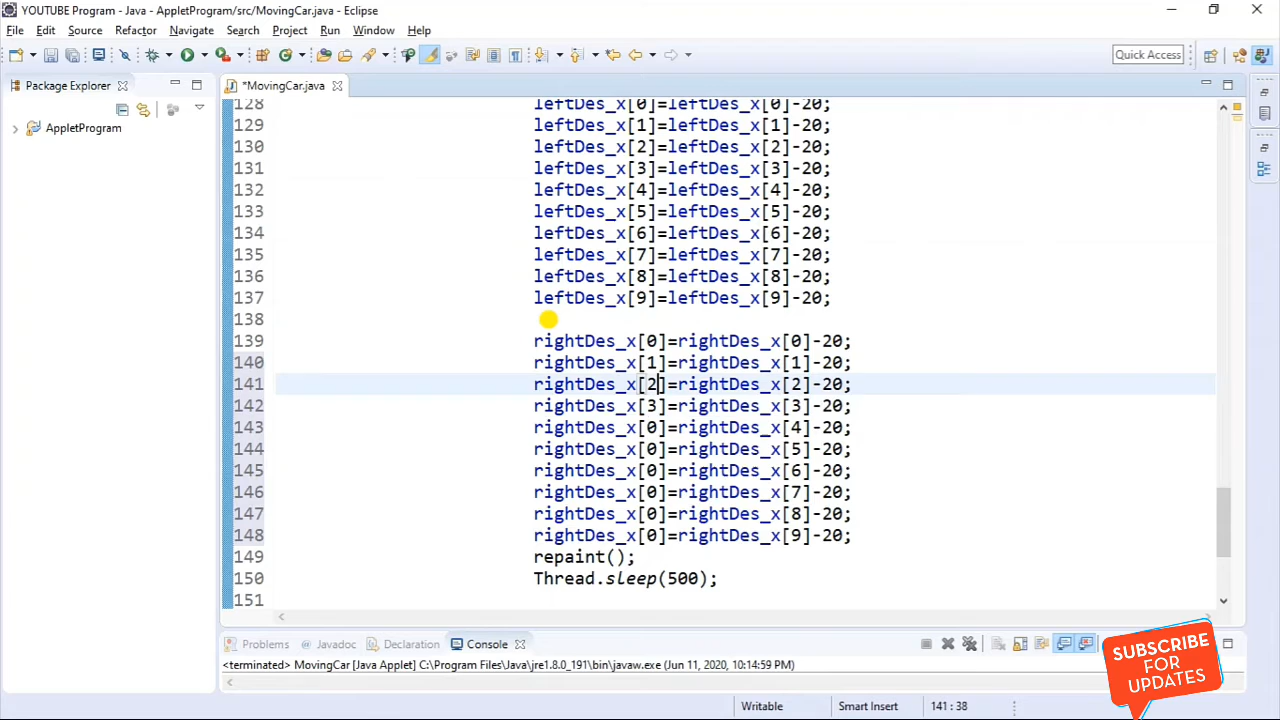 YOUTUBE Program - Java - AppletProgram/src/MovingCar.java - Eclipse
File Edit Source Refactor Navigate Search Project Run Window Help
Quick Access
Package Explorer
*MovingCar.java
AppletProgram
128 leftDes_x[0]=leftDes_x[0]-20;
129 leftDes_x[1]=leftDes_x[1]-20;
130 leftDes_x[2]=leftDes_x[2]-20;
131 leftDes_x[3]=leftDes_x[3]-20;
132 leftDes_x[4]=leftDes_x[4]-20;
133 leftDes_x[5]=leftDes_x[5]-20;
134 leftDes_x[6]=leftDes_x[6]-20;
135 leftDes_x[7]=leftDes_x[7]-20;
136 leftDes_x[8]=leftDes_x[8]-20;
137 leftDes_x[9]=leftDes_x[9]-20;
138
139 rightDes_x[0]=rightDes_x[0]-20;
140 rightDes_x[1]=rightDes_x[1]-20;
141 rightDes_x[2]=rightDes_x[2]-20;
142 rightDes_x[3]=rightDes_x[3]-20;
143 rightDes_x[0]=rightDes_x[4]-20;
144 rightDes_x[0]=rightDes_x[5]-20;
145 rightDes_x[0]=rightDes_x[6]-20;
146 rightDes_x[0]=rightDes_x[7]-20;
147 rightDes_x[0]=rightDes_x[8]-20;
148 rightDes_x[0]=rightDes_x[9]-20;
149 repaint();
150 Thread.sleep(500);
151
Problems Javadoc Declaration Console
<terminated> MovingCar [Java Applet] C:\Program Files\Java\jre1.8.0_191\bin\javaw.exe (Jun 11, 2020, 10:14:59 PM)
Writable Smart Insert 141 : 38
SUBSCRIBE
FOR
UPDATES